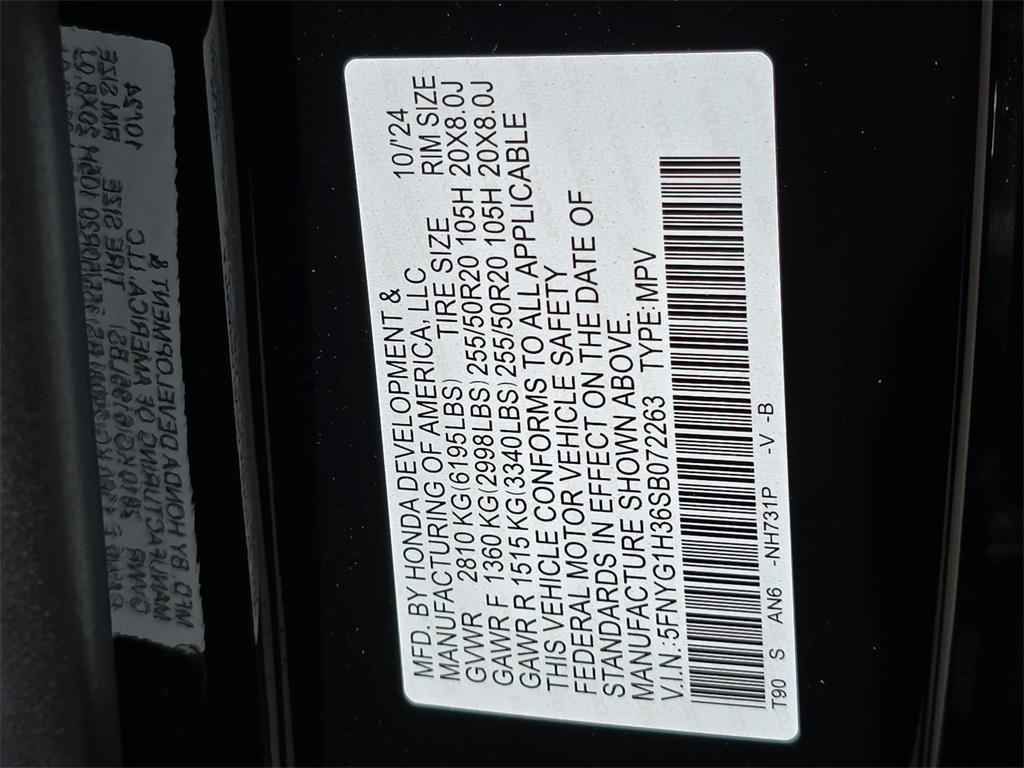 MFD. BY HONDA DEVELOPMENT & 10/'24
MANUFACTURING OF AMERICA, LLC
GVWR 2810 KG(6195LBS) TIRE SIZE RIM SIZE
GAWR F 1360 KG(2998LBS) 255/50R20 105H 20X8.0J
GAWR R 1515 KG(3340LBS) 255/50R20 105H 20X8.0J
THIS VEHICLE CONFORMS TO ALL APPLICABLE
FEDERAL MOTOR VEHICLE SAFETY
STANDARDS IN EFFECT ON THE DATE OF
MANUFACTURE SHOWN ABOVE.
V.I.N.:5FNYG1H36SB072263 TYPE:MPV
T90 S AN6 -NH731P -V -B